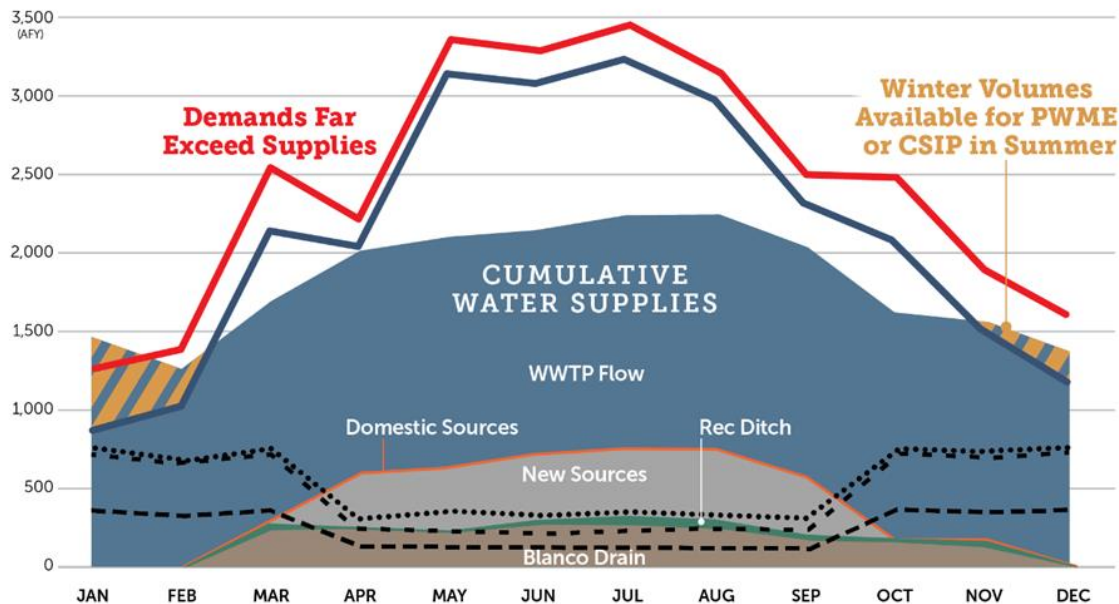 3,500
(AFY)
3,000
2,500
2,000
1,500
1,000
500
0
Demands Far
Exceed Supplies
Winter Volumes
Available for PWME
or CSIP in Summer
CUMULATIVE
WATER SUPPLIES
WWTP Flow
Domestic Sources
Rec Ditch
New Sources
Blanco Drain
JAN FEB MAR APR MAY JUN JUL AUG SEP OCT NOV DEC